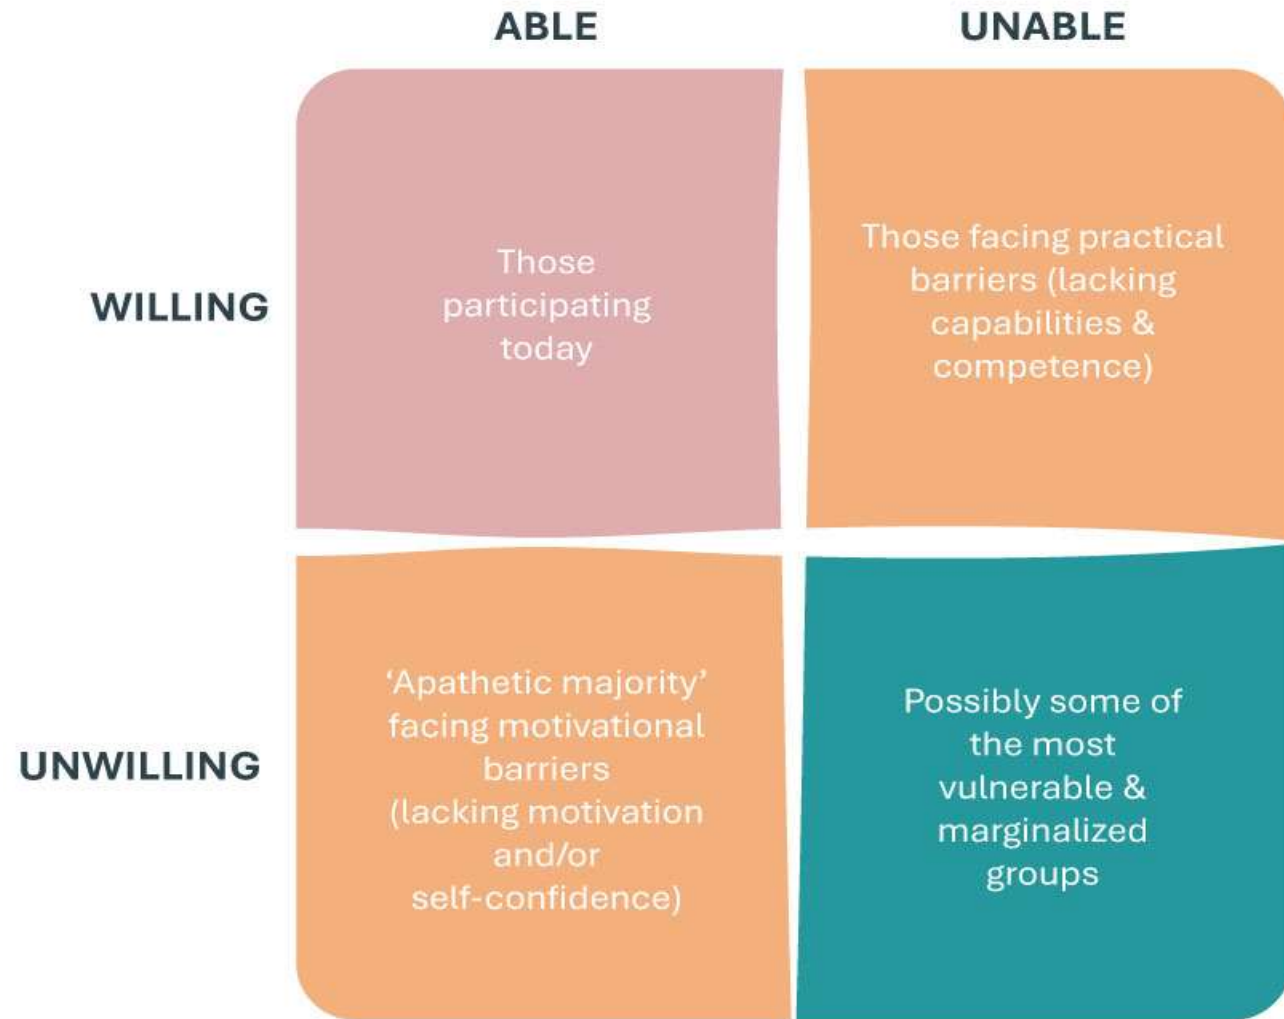 ABLE
UNABLE
WILLING
Those
participating
today
Those facing practical
barriers (lacking
capabilities &
competence)
UNWILLING
‘Apathetic majority’
facing motivational
barriers
(lacking motivation
and/or
self-confidence)
Possibly some of
the most
vulnerable &
marginalized
groups